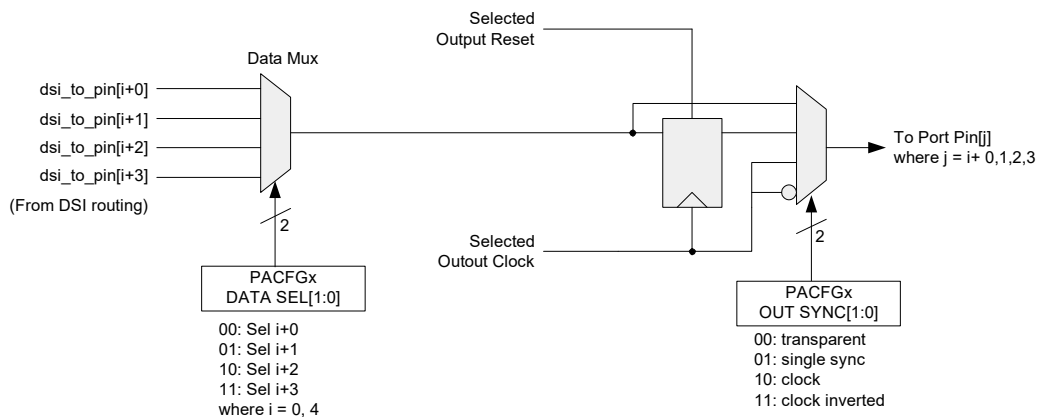 Selected
Output Reset
Data Mux
dsi_to_pin[i+0]
dsi_to_pin[i+1]
dsi_to_pin[i+2]
dsi_to_pin[i+3]
(From DSI routing)
To Port Pin[j]
where j = i+ 0,1,2,3
2
2
Selected
Outout Clock
PACFGx
DATA SEL[1:0]
00: Sel i+0
01: Sel i+1
10: Sel i+2
11: Sel i+3
where i = 0, 4
PACFGx
OUT SYNC[1:0]
00: transparent
01: single sync
10: clock
11: clock inverted